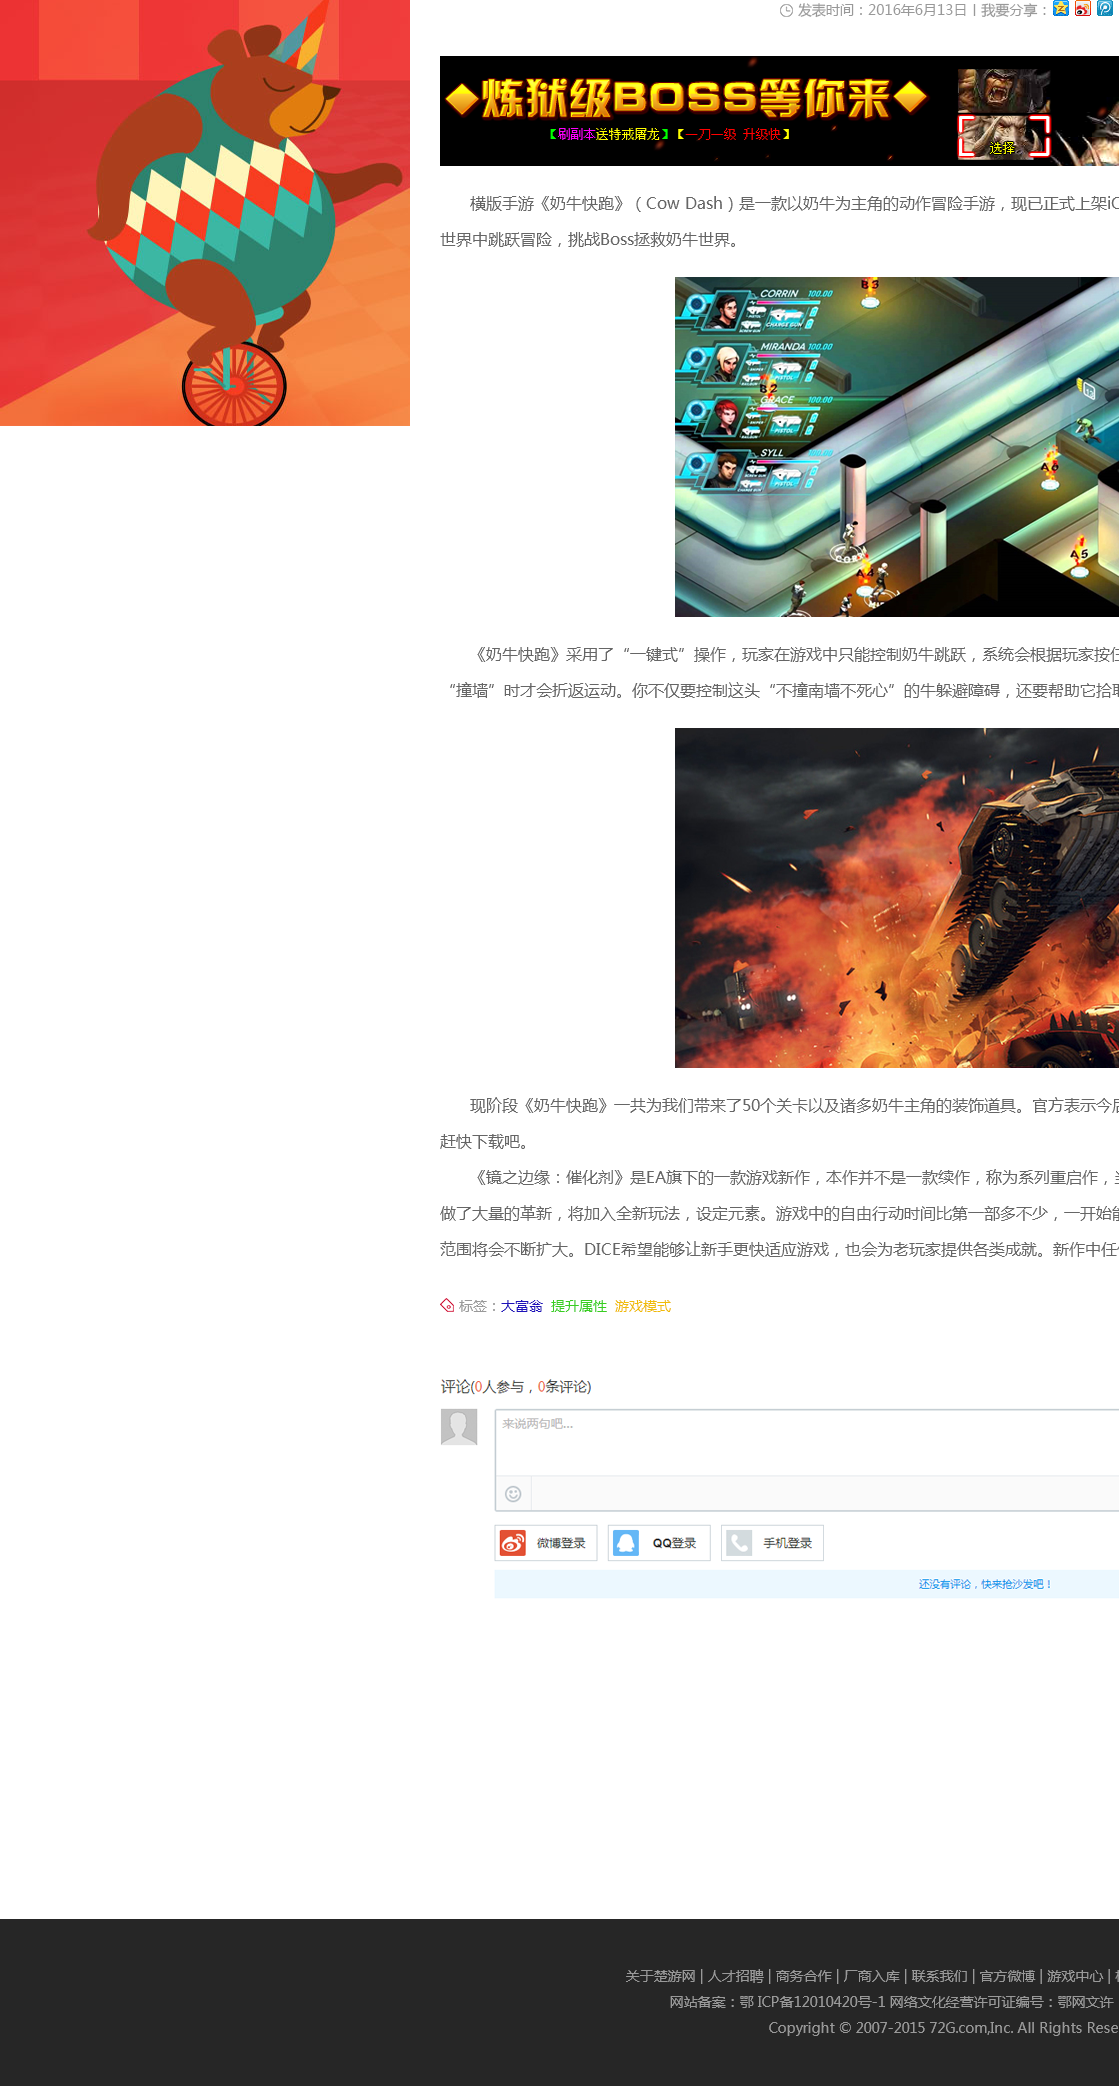 发表时间：2016年6月13日 | 我要分享：
炼狱级BOSS等你来
【刷副本送特戒屠龙】【一刀一级 升级快】
选择
横版手游《奶牛快跑》（Cow Dash）是一款以奶牛为主角的动作冒险手游，现已正式上架iO
世界中跳跃冒险，挑战Boss拯救奶牛世界。
B3
CORRIN 100.00
PISTOL
CHARGE GUN
MIRANDA 100.00
SNIPER
PISTOL
B2
GRACE 100.00
SNIPER
PISTOL
SYLL
A6
A5
A4
《奶牛快跑》采用了“一键式”操作，玩家在游戏中只能控制奶牛跳跃，系统会根据玩家按住
“撞墙”时才会折返运动。你不仅要控制这头“不撞南墙不死心”的牛躲避障碍，还要帮助它拾取
现阶段《奶牛快跑》一共为我们带来了50个关卡以及诸多奶牛主角的装饰道具。官方表示今后
赶快下载吧。
《镜之边缘：催化剂》是EA旗下的一款游戏新作，本作并不是一款续作，称为系列重启作，当
做了大量的革新，将加入全新玩法，设定元素。游戏中的自由行动时间比第一部多不少，一开始能
范围将会不断扩大。DICE希望能够让新手更快适应游戏，也会为老玩家提供各类成就。新作中任
标签：大富翁 提升属性 游戏模式
评论(0人参与，0条评论)
来说两句吧...
微博登录 QQ登录 手机登录
还没有评论，快来抢沙发吧！
关于楚游网 | 人才招聘 | 商务合作 | 厂商入库 | 联系我们 | 官方微博 | 游戏中心 |
网站备案：鄂 ICP备12010420号-1 网络文化经营许可证编号：鄂网文许
Copyright © 2007-2015 72G.com,Inc. All Rights Rese